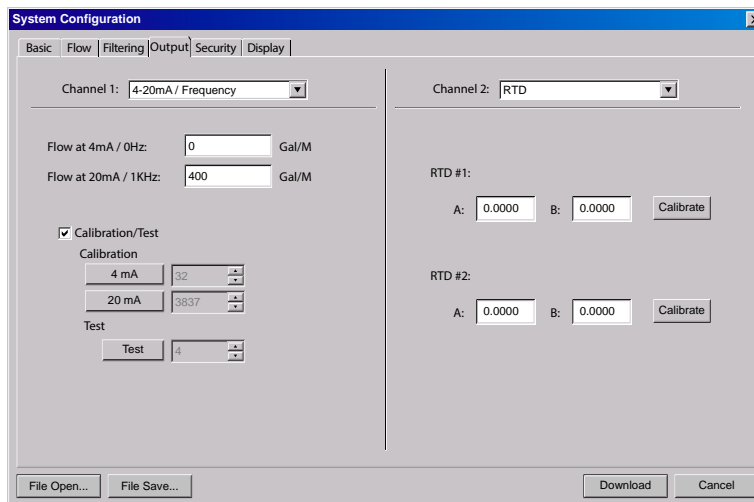 System Configuration
Basic Flow Filtering Output Security Display
Channel 1: 4-20mA / Frequency
Flow at 4mA / 0Hz: 0 Gal/M
Flow at 20mA / 1KHz: 400 Gal/M
Calibration/Test
Calibration
4 mA 32
20 mA 3837
Test
Test 4
Channel 2: RTD
RTD #1:
A: 0.0000 B: 0.0000 Calibrate
RTD #2:
A: 0.0000 B: 0.0000 Calibrate
File Open... File Save... Download Cancel